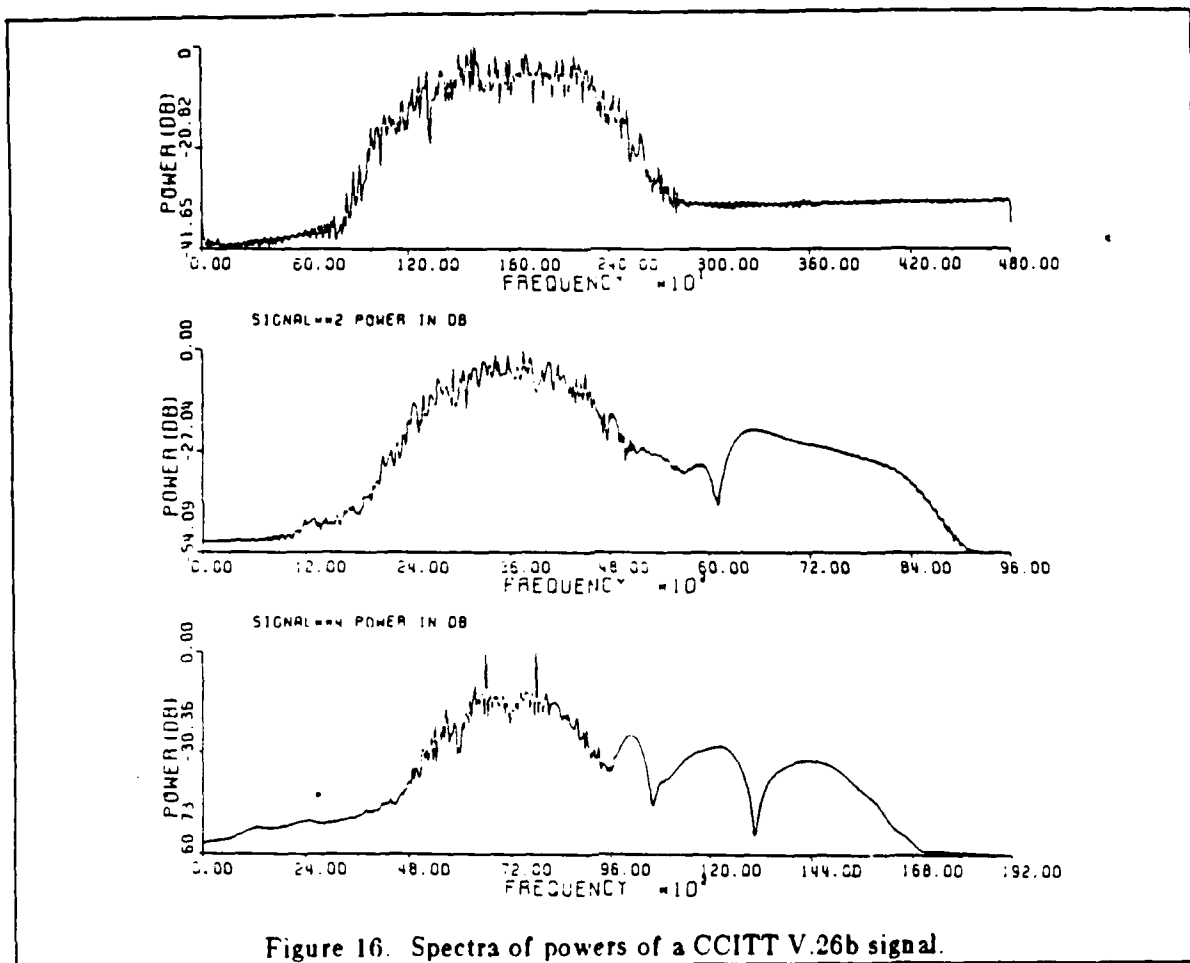 0
-20.82
-41.65
POWER(DB)
0.00 60.00 120.00 180.00 240.00 300.00 360.00 420.00 480.00
FREQUENCY *10¹
SIGNAL**2 POWER IN DB
0.00
-27.04
54.09
POWER(DB)
0.00 12.00 24.00 36.00 48.00 60.00 72.00 84.00 96.00
FREQUENCY *10²
SIGNAL**4 POWER IN DB
0.00
-30.36
60.73
POWER(DB)
0.00 24.00 48.00 72.00 96.00 120.00 144.00 168.00 192.00
FREQUENCY *10²
Figure 16. Spectra of powers of a CCITT V.26b signal.